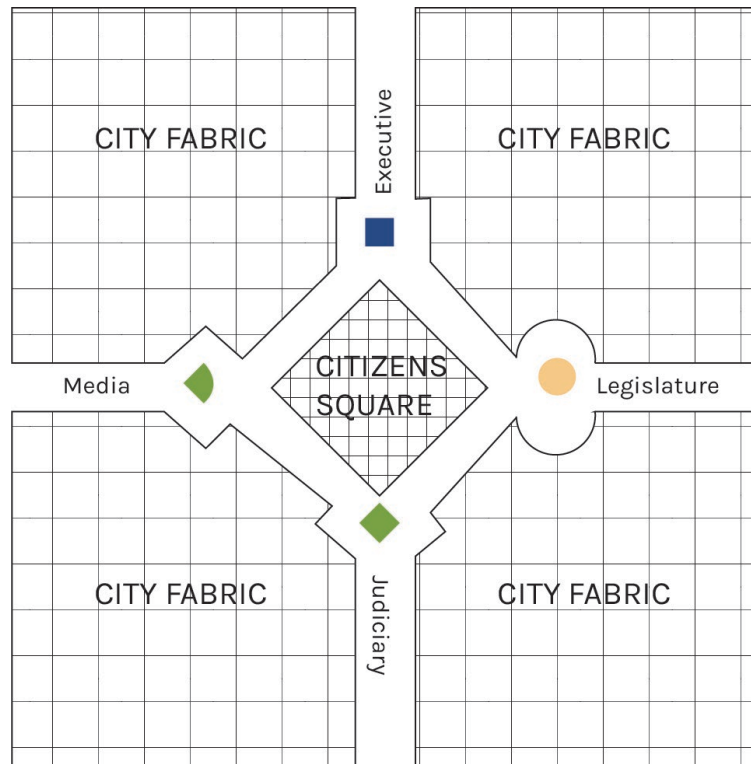 CITY FABRIC
CITY FABRIC
Executive
CITIZENS
SQUARE
Media
Legislature
CITY FABRIC
CITY FABRIC
Judiciary